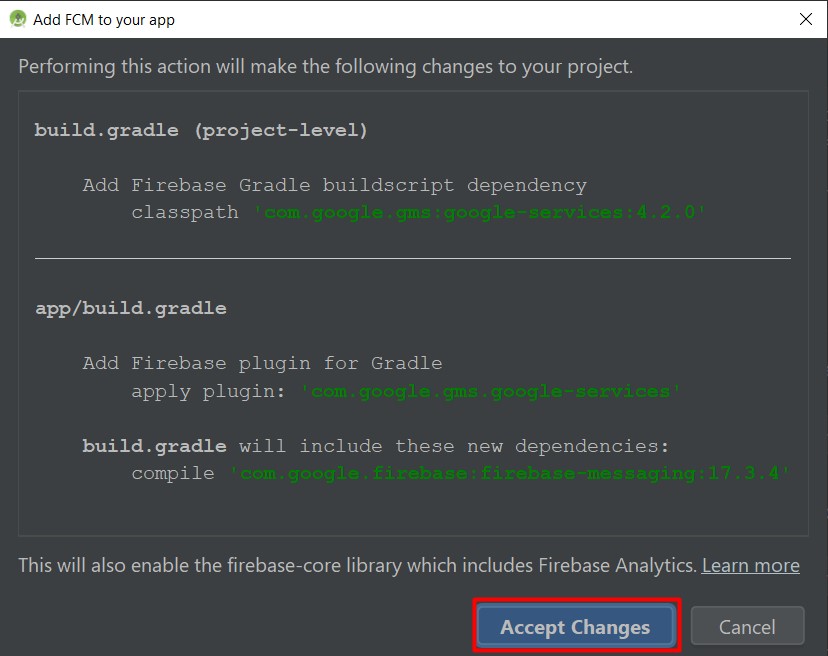 Add FCM to your app
Performing this action will make the following changes to your project.
build.gradle (project-level)
Add Firebase Gradle buildscript dependency
classpath 'com.google.gms:google-services:4.2.0'
app/build.gradle
Add Firebase plugin for Gradle
apply plugin: 'com.google.gms.google-services'
build.gradle will include these new dependencies:
compile 'com.google.firebase:firebase-messaging:17.3.4'
This will also enable the firebase-core library which includes Firebase Analytics. Learn more
Accept Changes Cancel